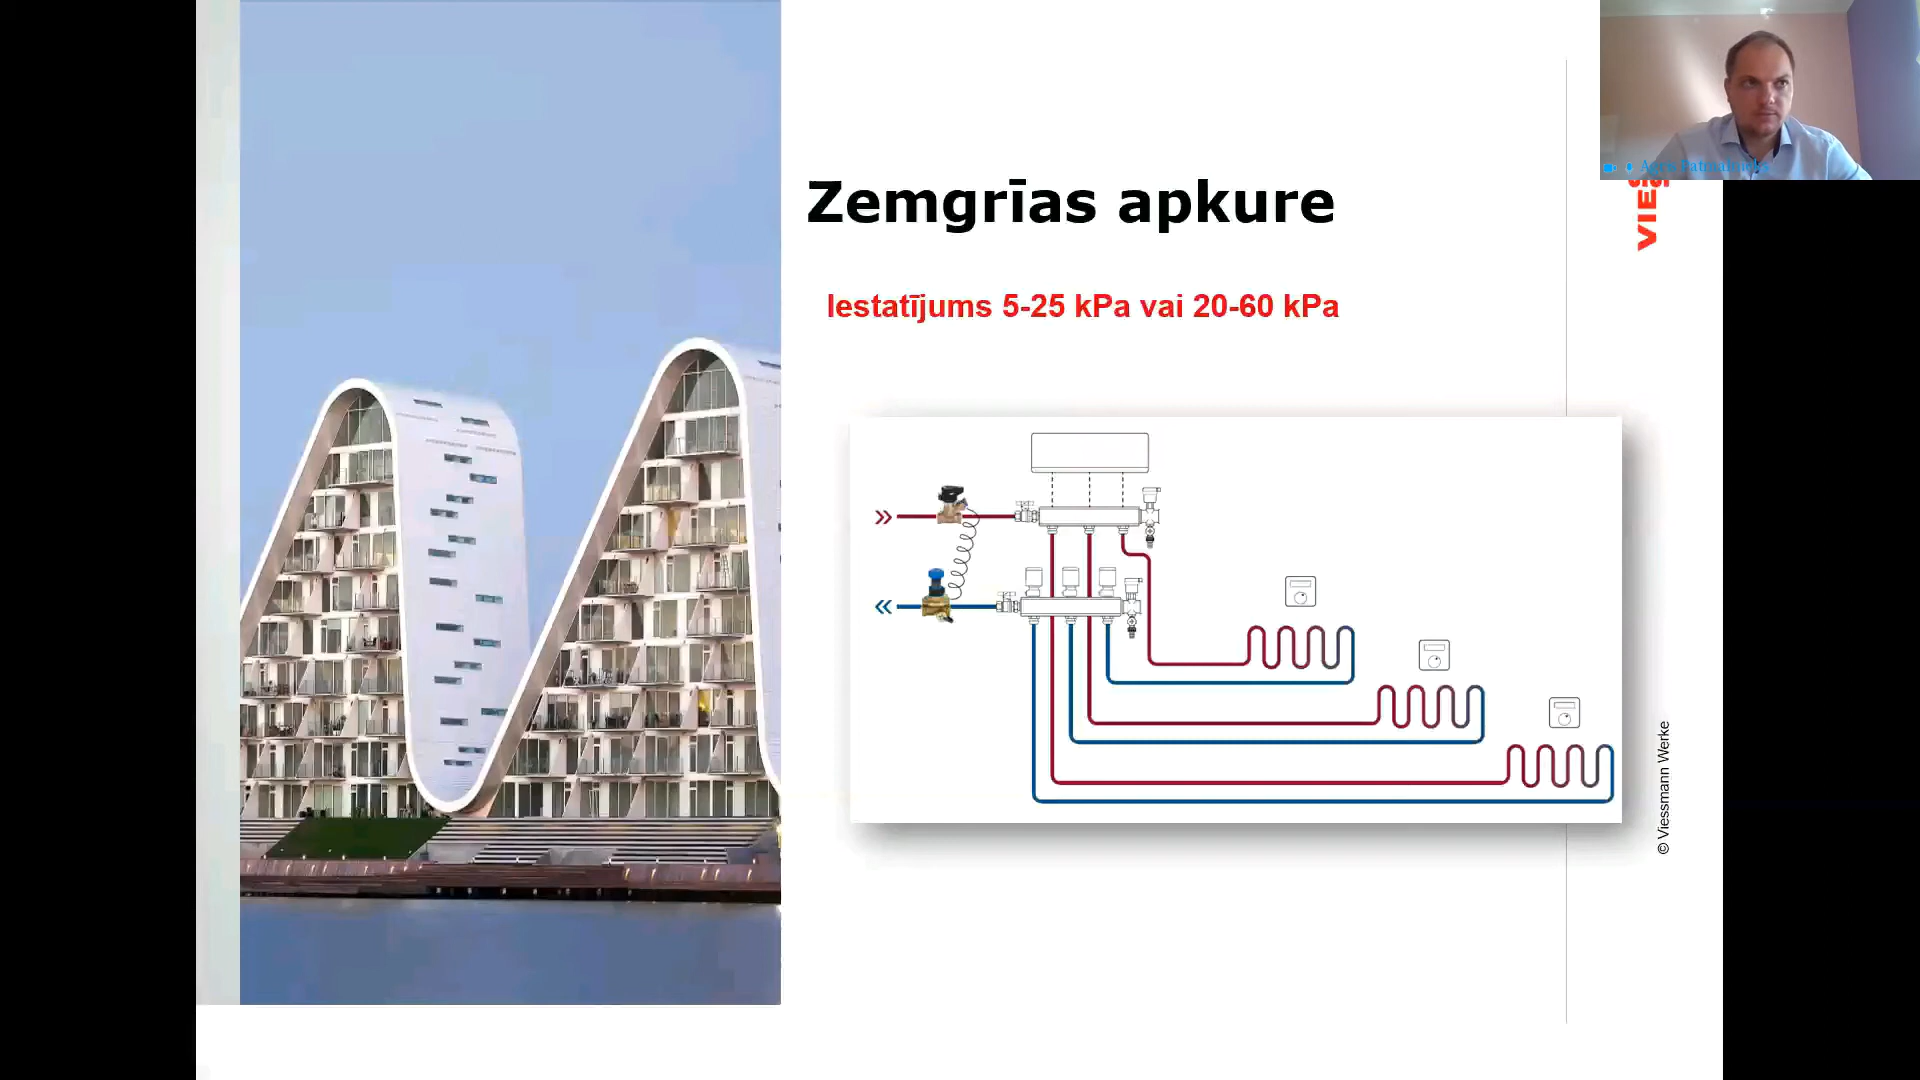 Zemgrīas apkure
Iestatījums 5-25 kPa vai 20-60 kPa
© Viessmann Werke